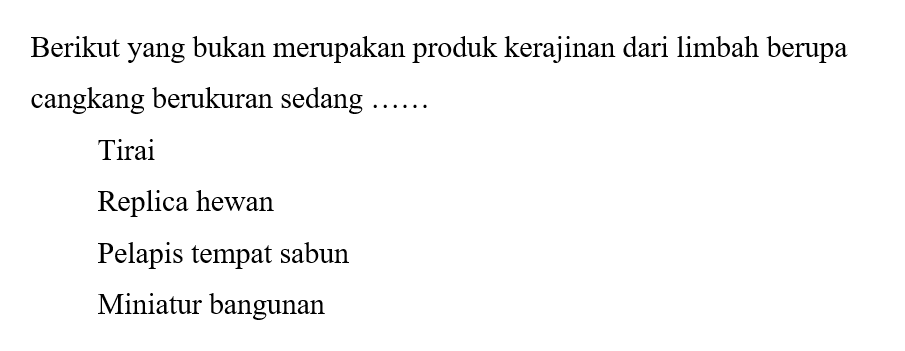 Berikut yang bukan merupakan produk kerajinan dari limbah berupa
cangkang berukuran sedang ......
Tirai
Replica hewan
Pelapis tempat sabun
Miniatur bangunan